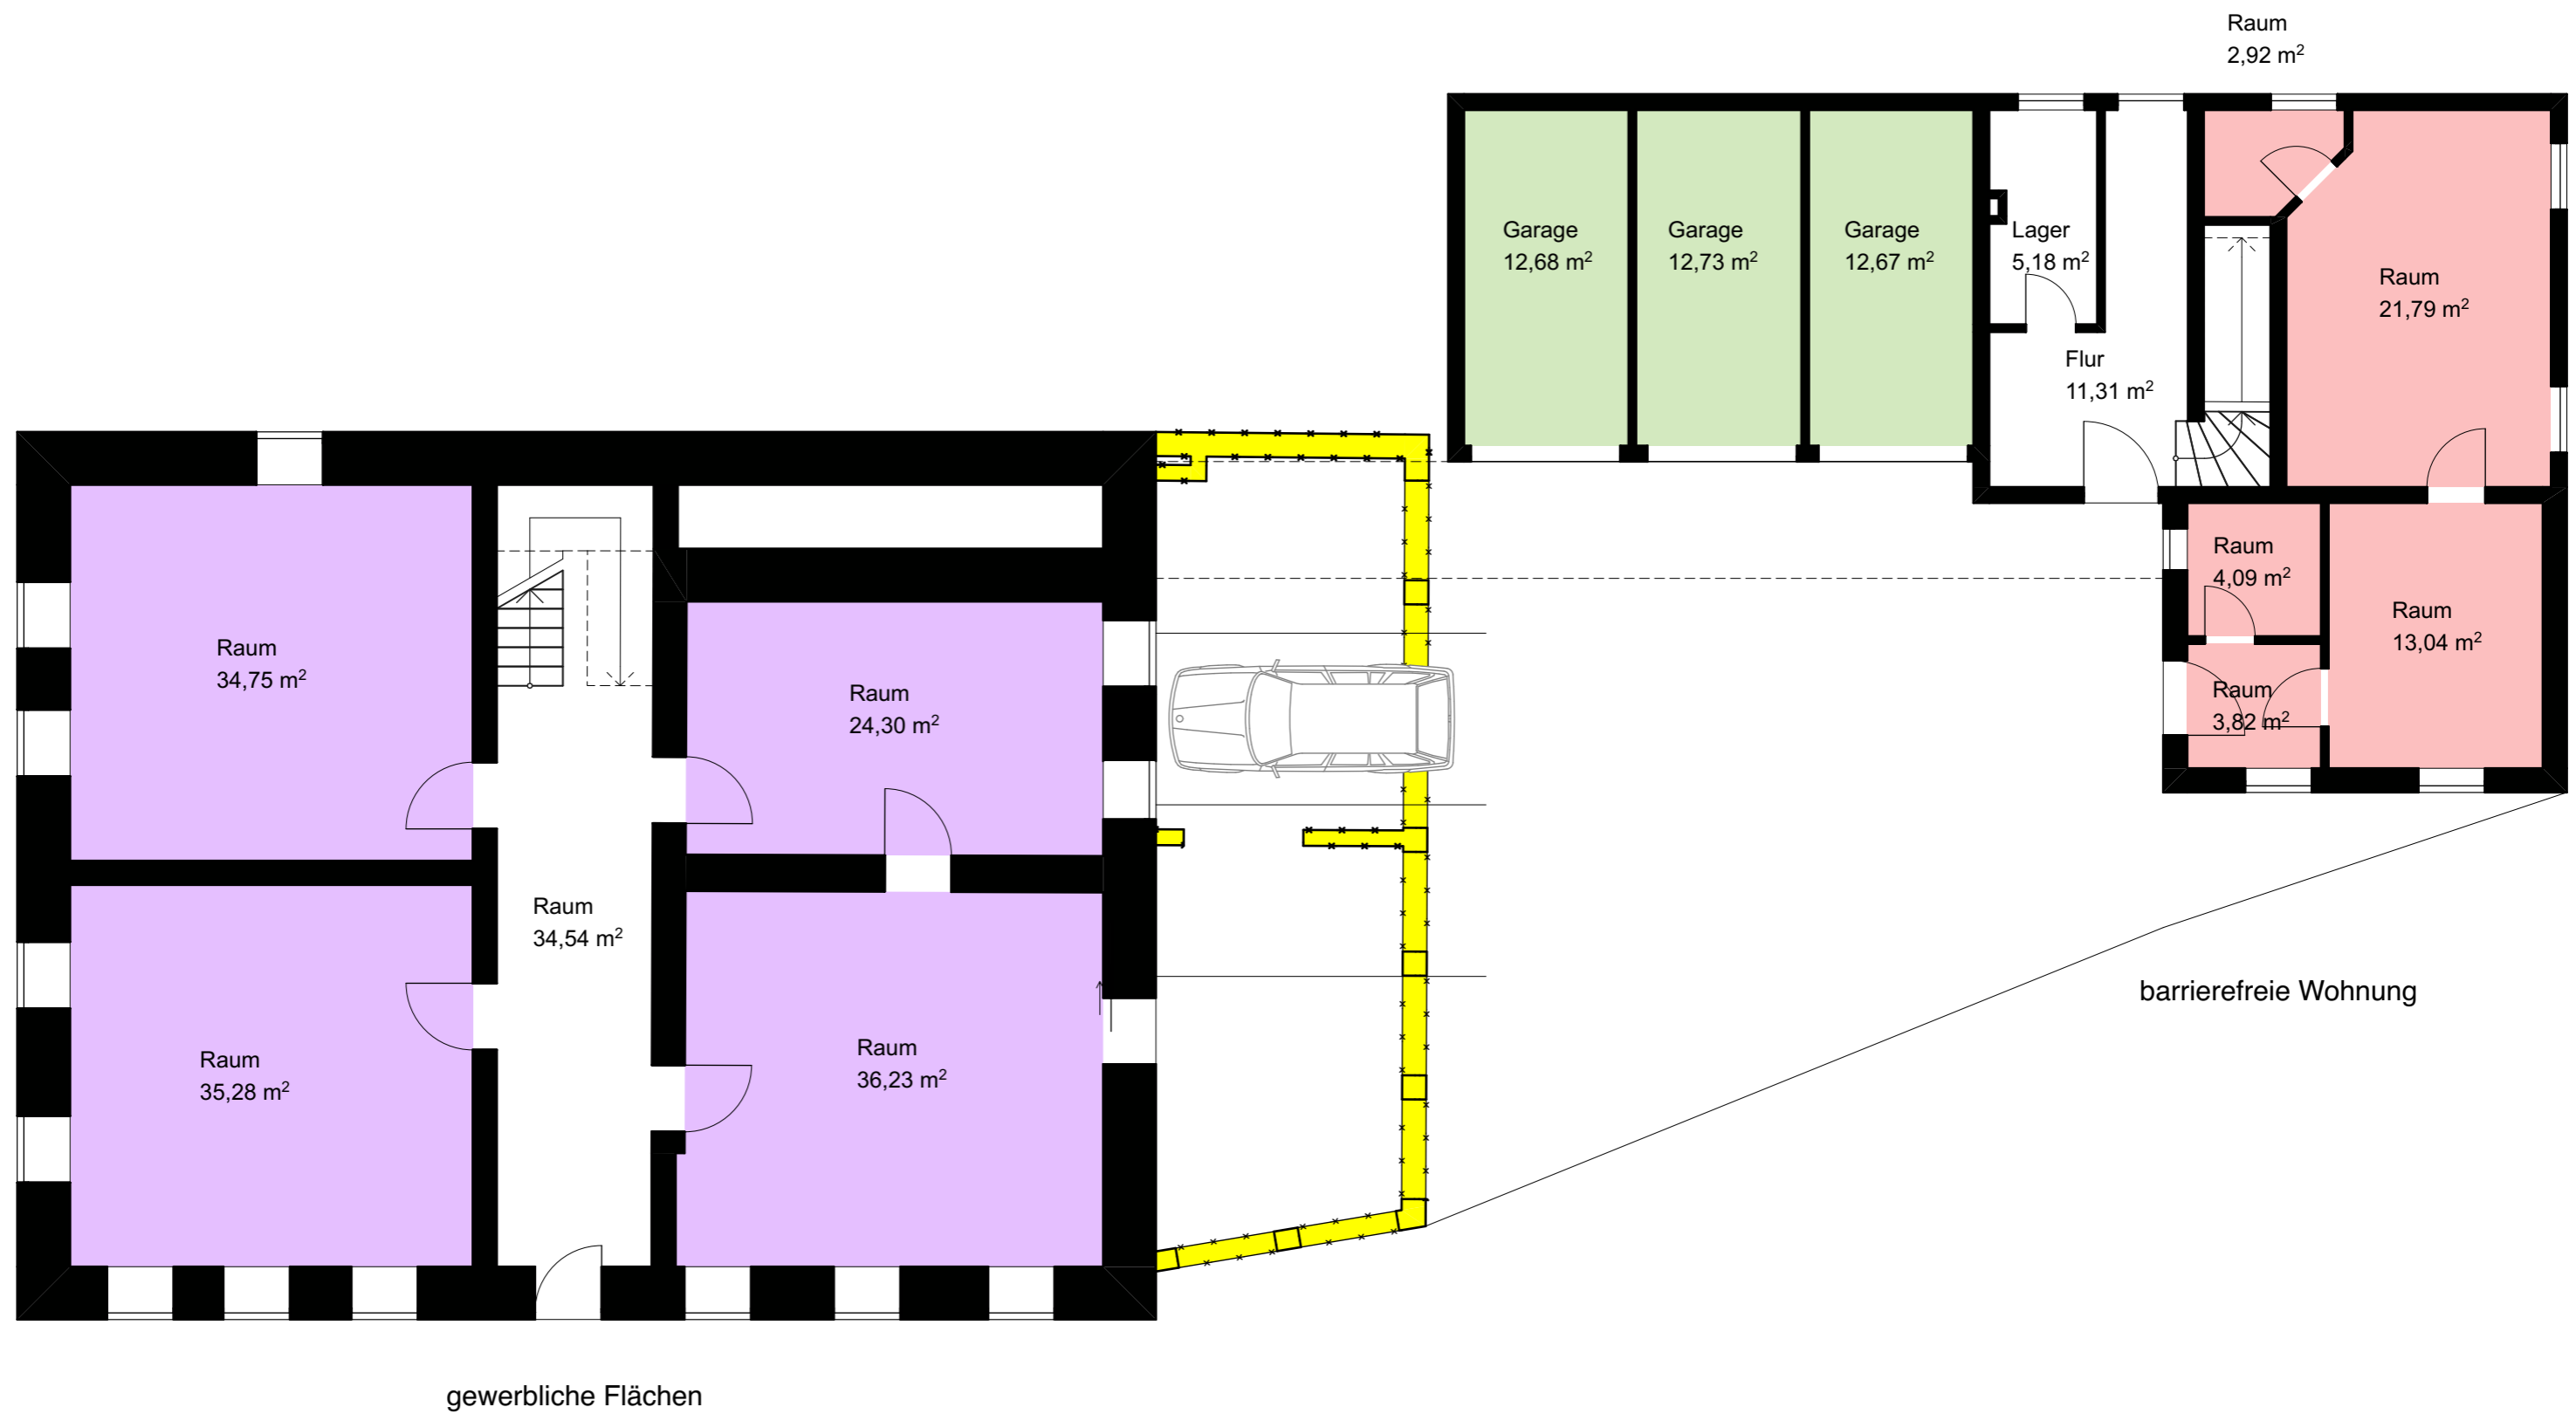 Raum
2,92 m²
Garage
12,68 m²
Garage
12,73 m²
Garage
12,67 m²
Lager
5,18 m²
Raum
21,79 m²
Flur
11,31 m²
Raum
4,09 m²
Raum
13,04 m²
Raum
3,82 m²
Raum
34,75 m²
Raum
24,30 m²
Raum
34,54 m²
Raum
35,28 m²
Raum
36,23 m²
barrierefreie Wohnung
gewerbliche Flächen